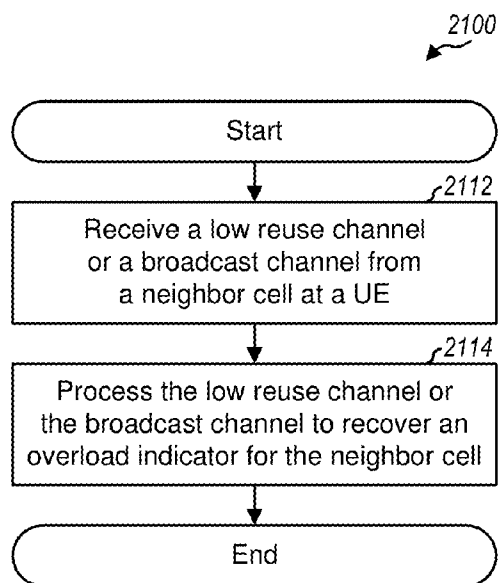 2100
Start
2112
Receive a low reuse channel
or a broadcast channel from
a neighbor cell at a UE
2114
Process the low reuse channel or
the broadcast channel to recover an
overload indicator for the neighbor cell
End